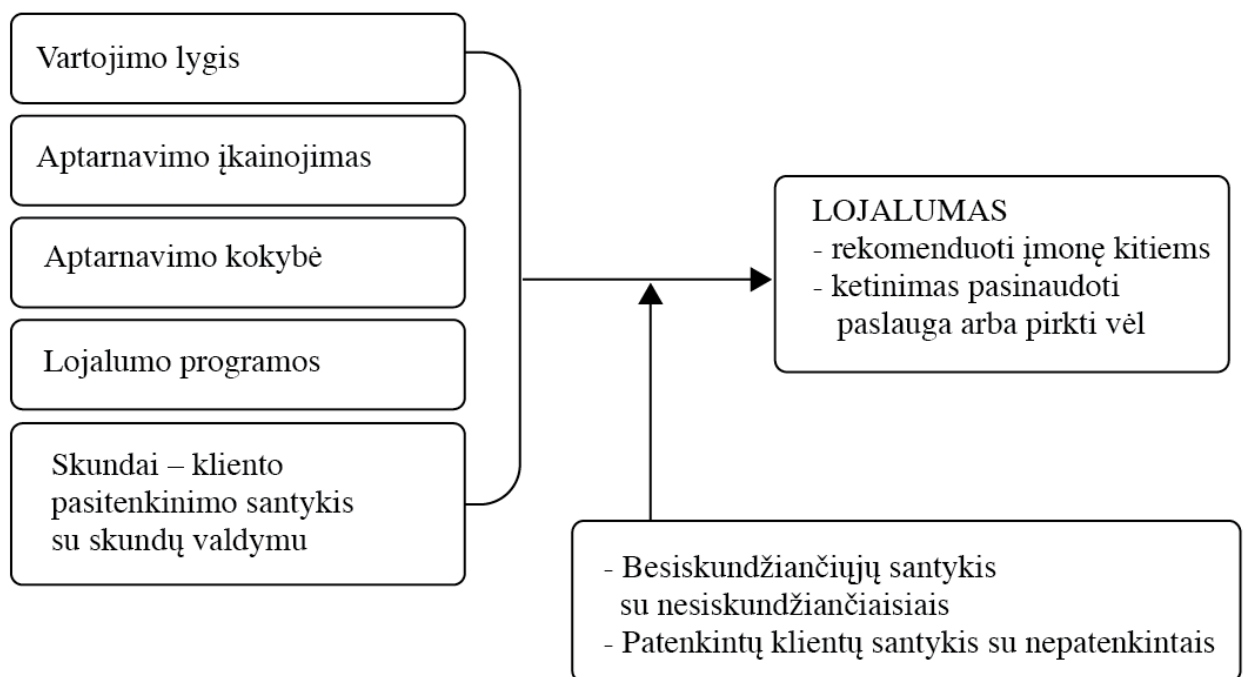 Vartojimo lygis
Aptarnavimo įkainojimas
Aptarnavimo kokybė
Lojalumo programos
Skundai – kliento
pasitenkinimo santykis
su skundų valdymu
LOJALUMAS
- rekomenduoti įmonę kitiems
- ketinimas pasinaudoti
paslauga arba pirkti vėl
- Besiskundžiančiųjų santykis
su nesiskundžiančiaisiais
- Patenkintų klientų santykis su nepatenkintais